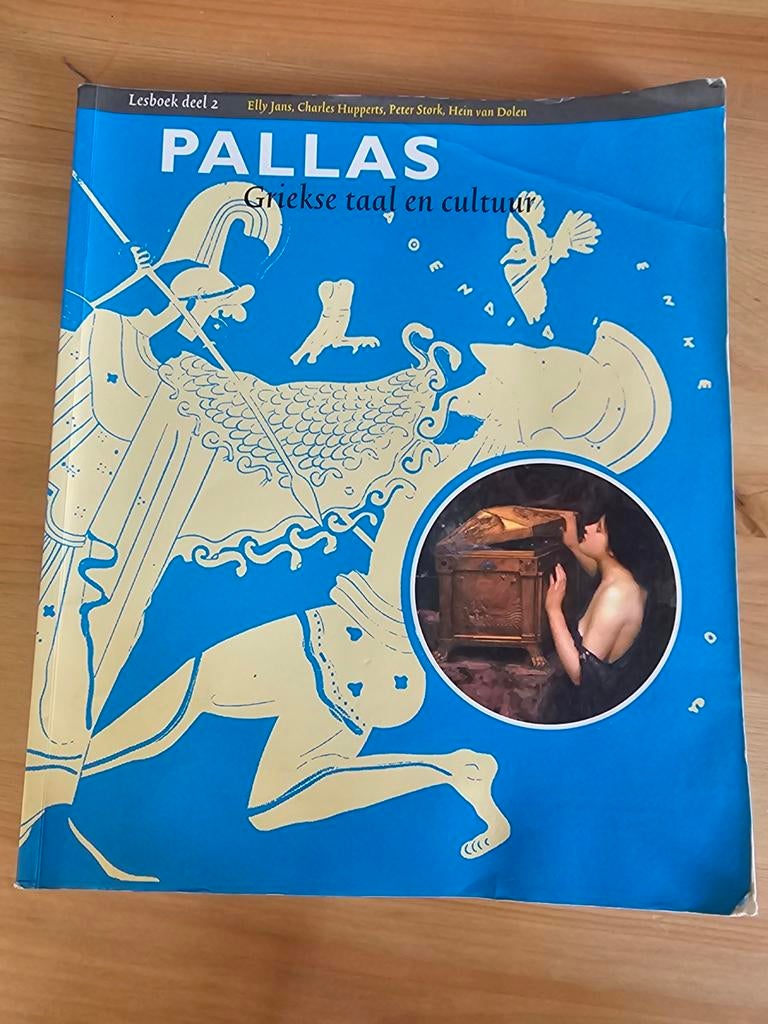 Lesboek deel 2 Elly Jans, Charles Hupperts, Peter Stork, Hein van Dolen
PALLAS
Griekse taal en cultuur